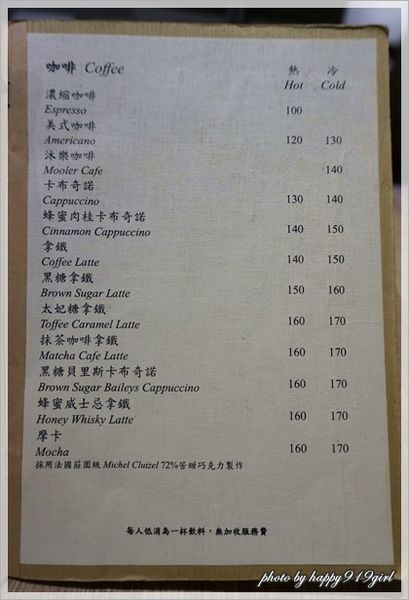 咖啡 Coffee 熱 冷
Hot Cold
濃縮咖啡
Espresso 100
美式咖啡
Americano 120 130
沐樂咖啡
Mooler Cafe 140
卡布奇諾
Cappuccino 130 140
蜂蜜肉桂卡布奇諾
Cinnamon Cappuccino 140 150
拿鐵
Coffee Latte 140 150
黑糖拿鐵
Brown Sugar Latte 150 160
太妃糖拿鐵
Toffee Caramel Latte 160 170
抹茶咖啡拿鐵
Matcha Cafe Latte 160 170
黑糖貝里斯卡布奇諾
Brown Sugar Baileys Cappuccino 160 170
蜂蜜威士忌拿鐵
Honey Whisky Latte 160 170
摩卡
Mocha 160 170
採用法國莊園級 Michel Cluizel 72%苦甜巧克力製作
每人低消為一杯飲料，無加收服務費
photo by happy919girl